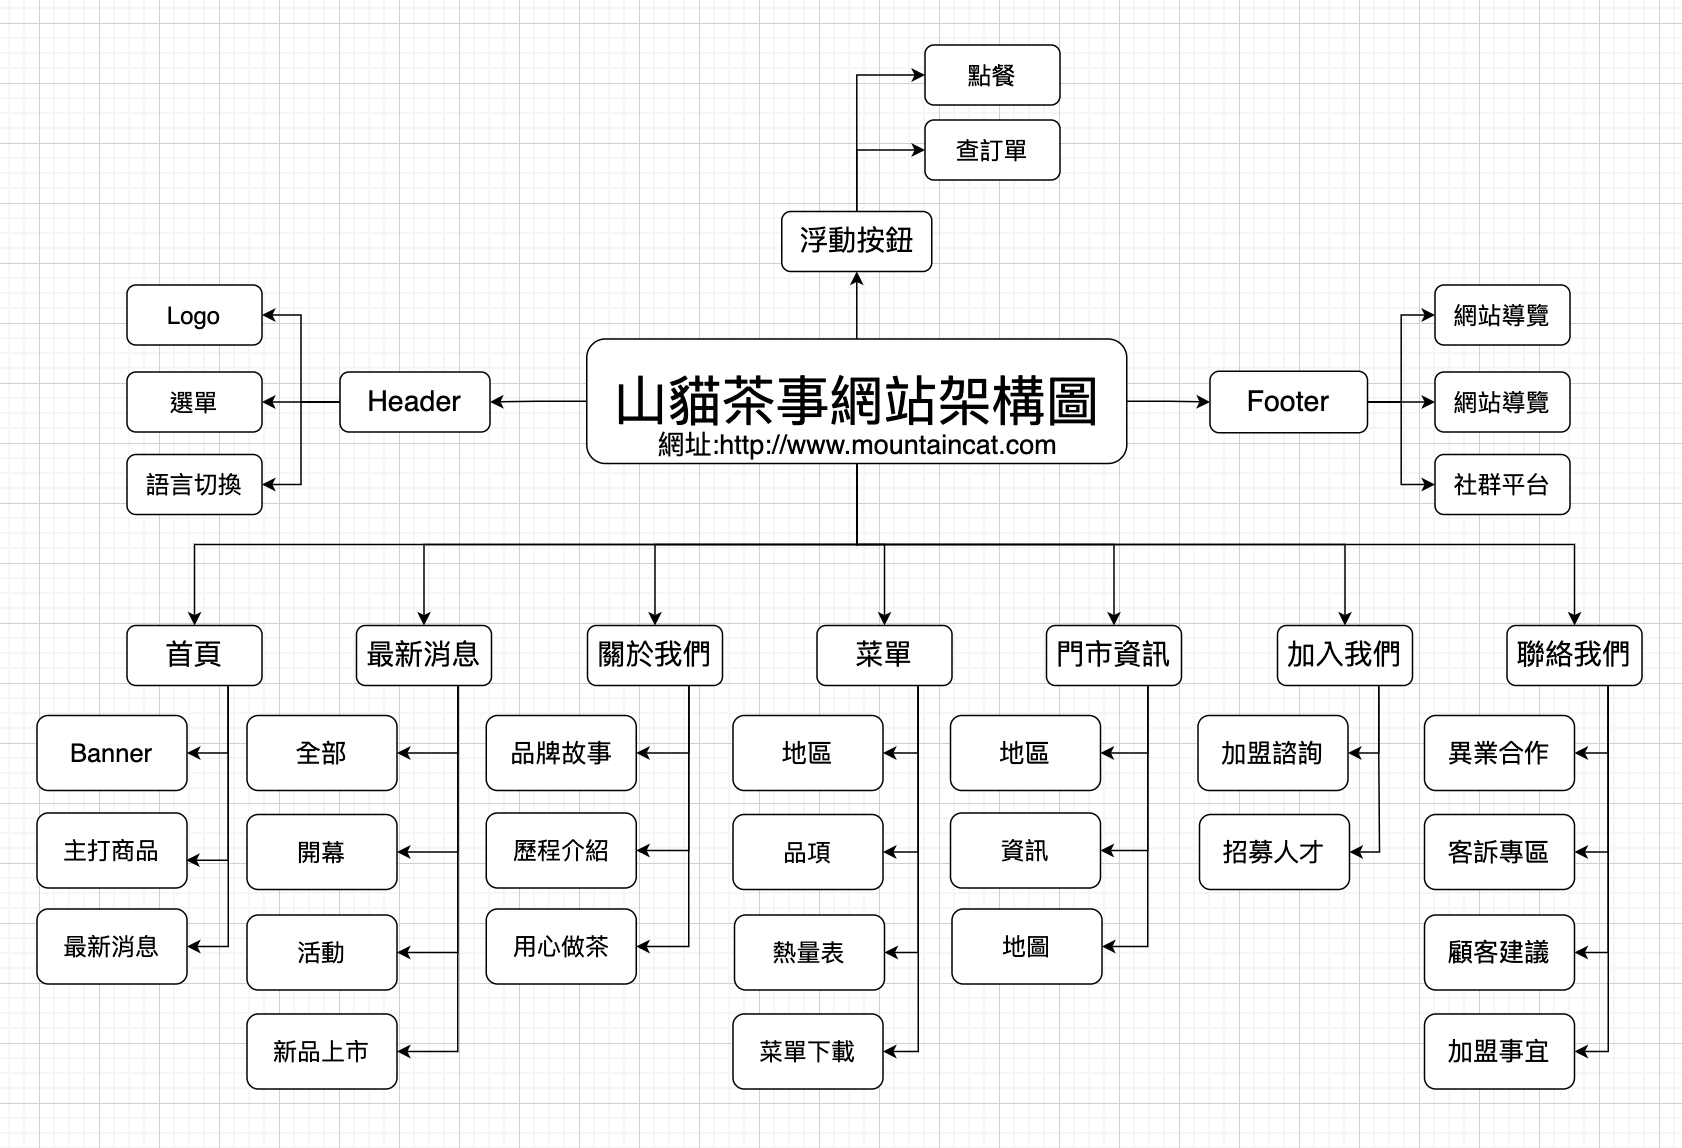 點餐
查訂單
浮動按鈕
Logo
選單
語言切換
Header
山貓茶事網站架構圖
網址:http://www.mountaincat.com
Footer
網站導覽
網站導覽
社群平台
首頁
最新消息
關於我們
菜單
門市資訊
加入我們
聯絡我們
Banner
主打商品
最新消息
全部
開幕
活動
新品上市
品牌故事
歷程介紹
用心做茶
地區
品項
熱量表
菜單下載
地區
資訊
地圖
加盟諮詢
招募人才
異業合作
客訴專區
顧客建議
加盟事宜